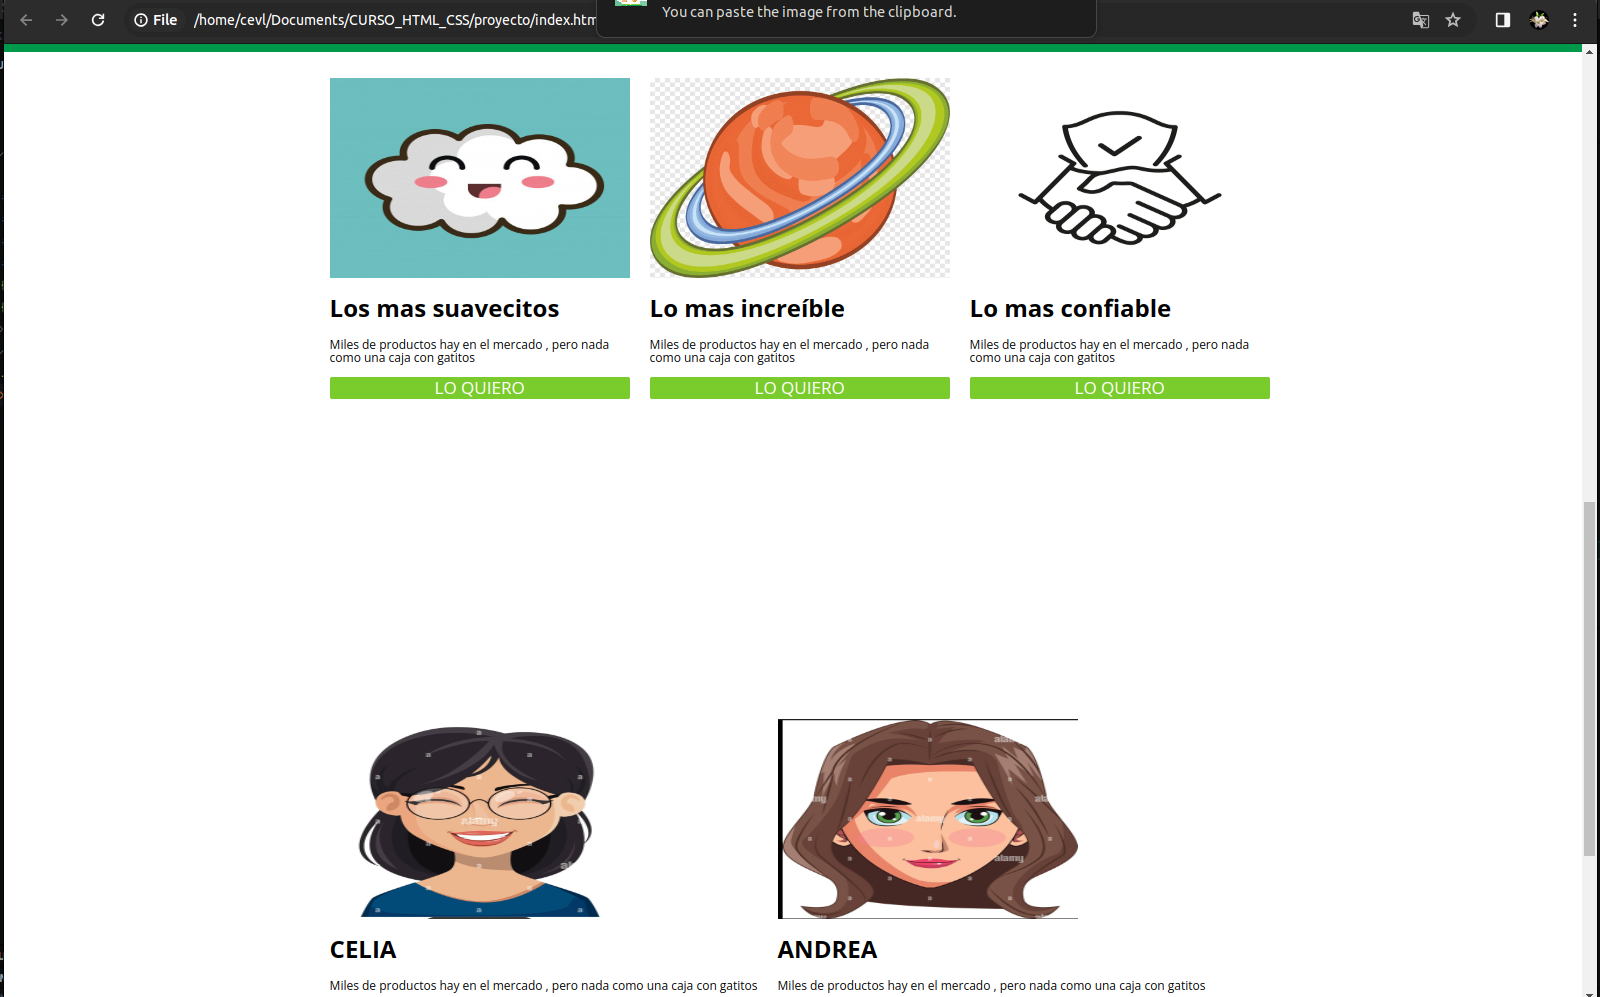 File
/home/cevl/Documents/CURSO_HTML_CSS/proyecto/index.htm
You can paste the image from the clipboard.
Los mas suavecitos
Miles de productos hay en el mercado , pero nada
como una caja con gatitos
LO QUIERO
Lo mas increíble
Miles de productos hay en el mercado , pero nada
como una caja con gatitos
LO QUIERO
Lo mas confiable
Miles de productos hay en el mercado , pero nada
como una caja con gatitos
LO QUIERO
alamy
alamy
alamy
CELIA
Miles de productos hay en el mercado , pero nada como una caja con gatitos
ANDREA
Miles de productos hay en el mercado , pero nada como una caja con gatitos